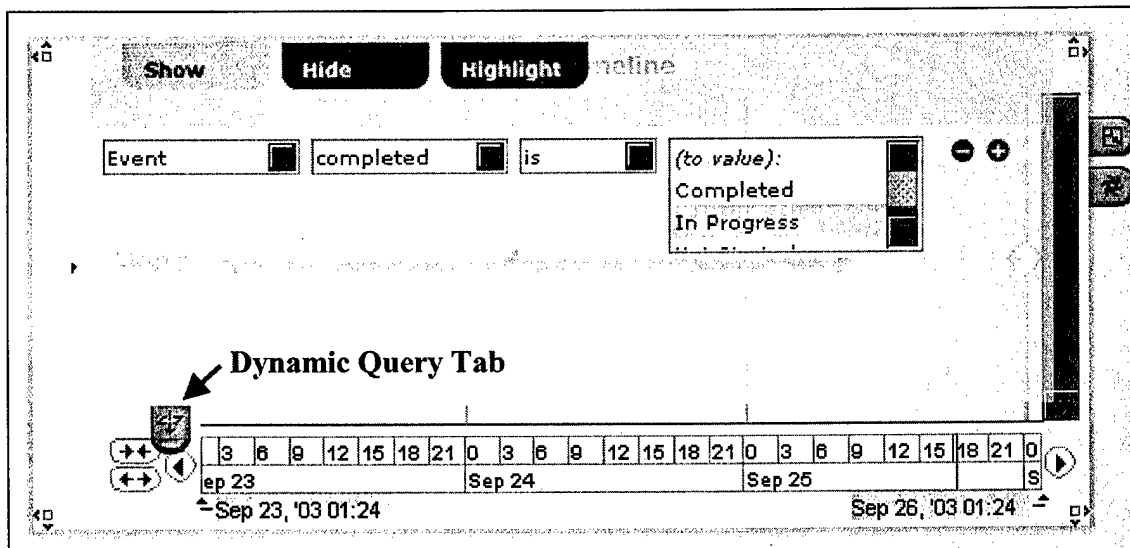 Show Hide Highlight meline
Event completed is (to value):
Completed
In Progress
Dynamic Query Tab
3 6 9 12 15 18 21 0 3 6 9 12 15 18 21 0 3 6 9 12 15 18 21 0
ep 23 Sep 24 Sep 25 S
Sep 23, '03 01:24 Sep 26, '03 01:24